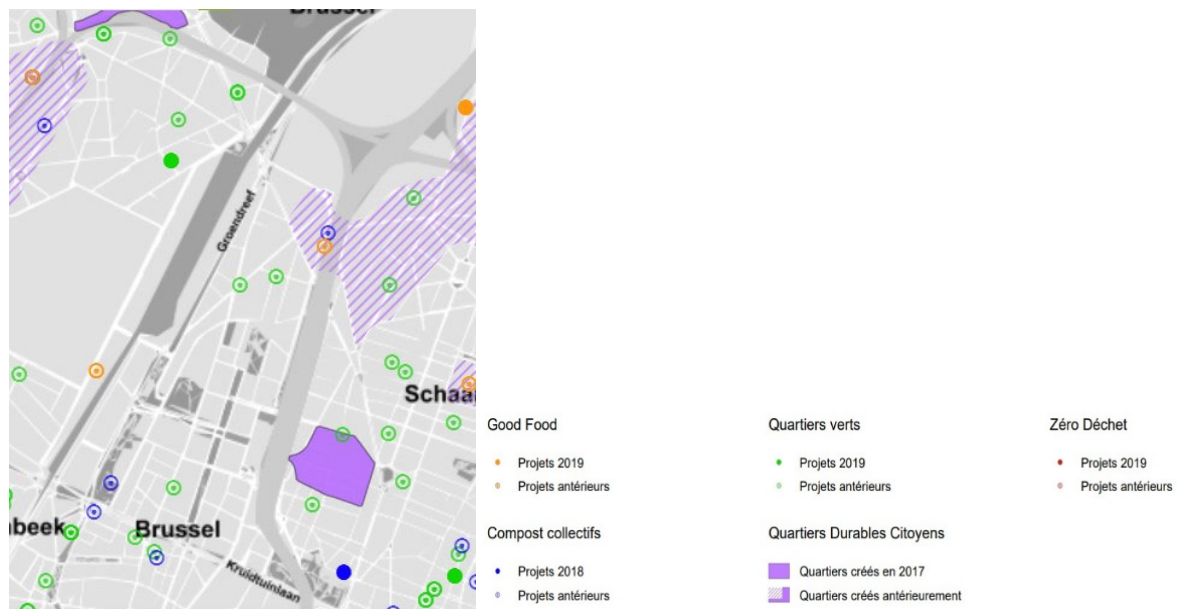 Brussel
Groendreef
Schaa
nbeek
Brussel
Kruidtuinlaan
Good Food
Projets 2019
Projets antérieurs
Compost collectifs
Projets 2018
Projets antérieurs
Quartiers verts
Projets 2019
Projets antérieurs
Quartiers Durables Citoyens
Quartiers créés en 2017
Quartiers créés antérieurement
Zéro Déchet
Projets 2019
Projets antérieurs